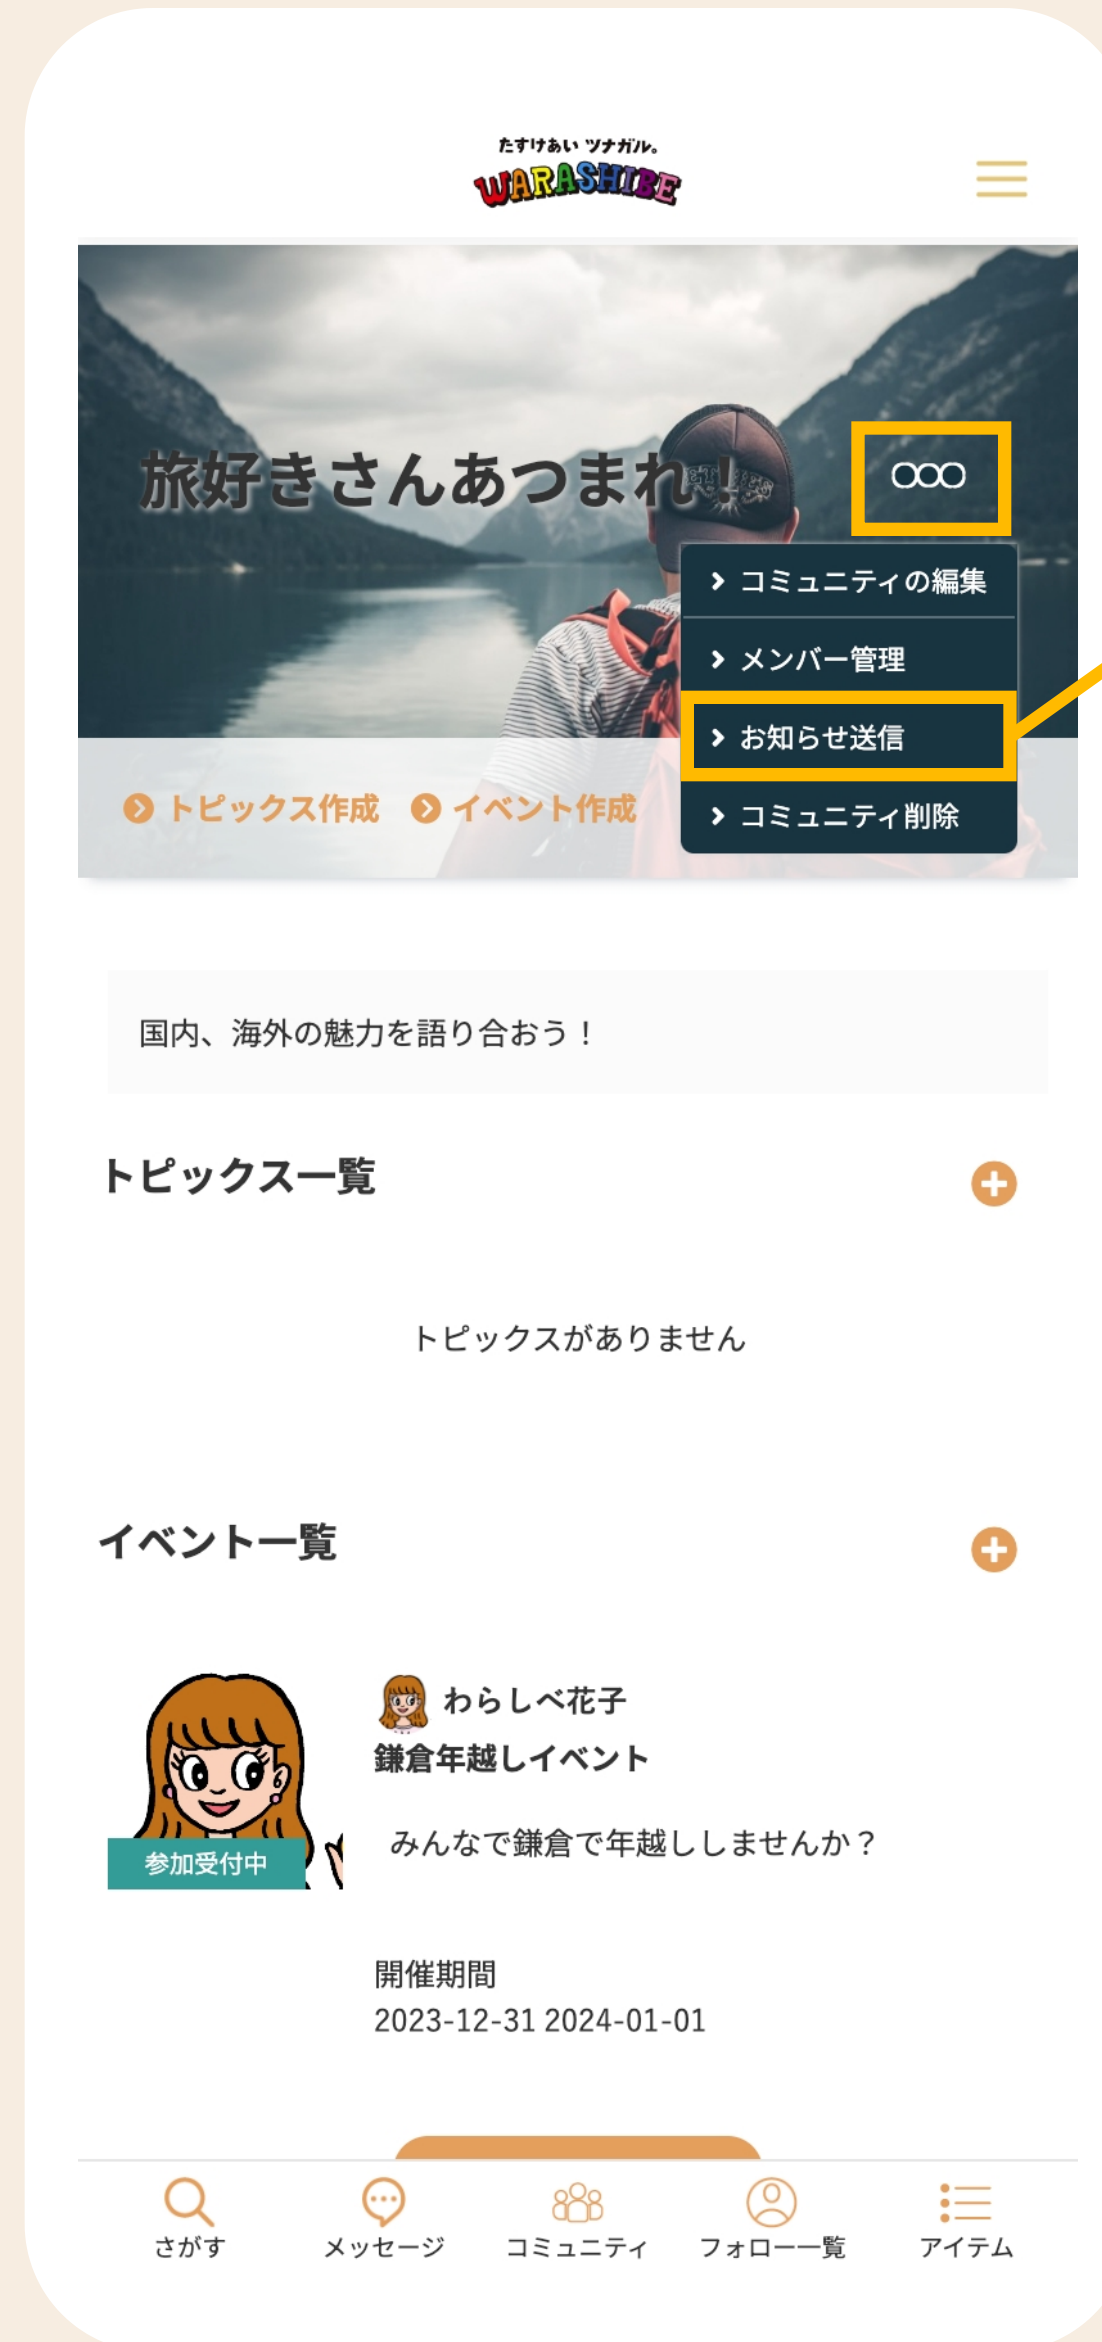 たすけあい ツナガル。
WARASHIBE
旅好きさんあつまれ！
コミュニティの編集
メンバー管理
お知らせ送信
コミュニティ削除
トピックス作成 イベント作成
国内、海外の魅力を語り合おう！
トピックス一覧
トピックスがありません
イベント一覧
わらしべ花子
鎌倉年越しイベント
みんなで鎌倉で年越ししませんか？
参加受付中
開催期間
2023-12-31 2024-01-01
さがす メッセージ コミュニティ フォロー一覧 アイテム